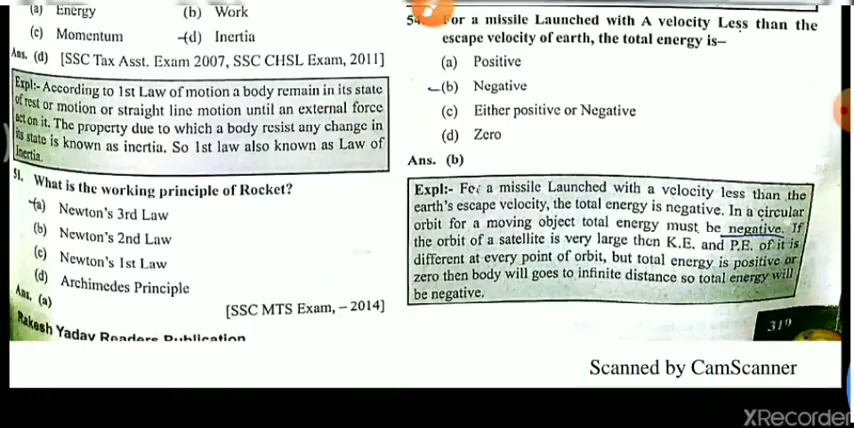 (a) Energy (b) Work
(c) Momentum (d) Inertia
Ans. (d) [SSC Tax Asst. Exam 2007, SSC CHSL Exam, 2011]
Expl:- According to 1st Law of motion a body remain in its state
of rest or motion or straight line motion until an external force
act on it. The property due to which a body resist any change in
its state is known as inertia. So 1st law also known as Law of
Inertia.
51. What is the working principle of Rocket?
(a) Newton's 3rd Law
(b) Newton's 2nd Law
(c) Newton's 1st Law
(d) Archimedes Principle
Ans. (a)
[SSC MTS Exam, – 2014]
Rakesh Yadav Readers Publication
54. For a missile Launched with A velocity Less than the
escape velocity of earth, the total energy is–
(a) Positive
(b) Negative
(c) Either positive or Negative
(d) Zero
Ans. (b)
Expl:- For a missile Launched with a velocity less than the
earth's escape velocity, the total energy is negative. In a circular
orbit for a moving object total energy must be negative. If
the orbit of a satellite is very large then K.E. and P.E. of it is
different at every point of orbit, but total energy is positive or
zero then body will goes to infinite distance so total energy will
be negative.
319
Scanned by CamScanner
XRecorder